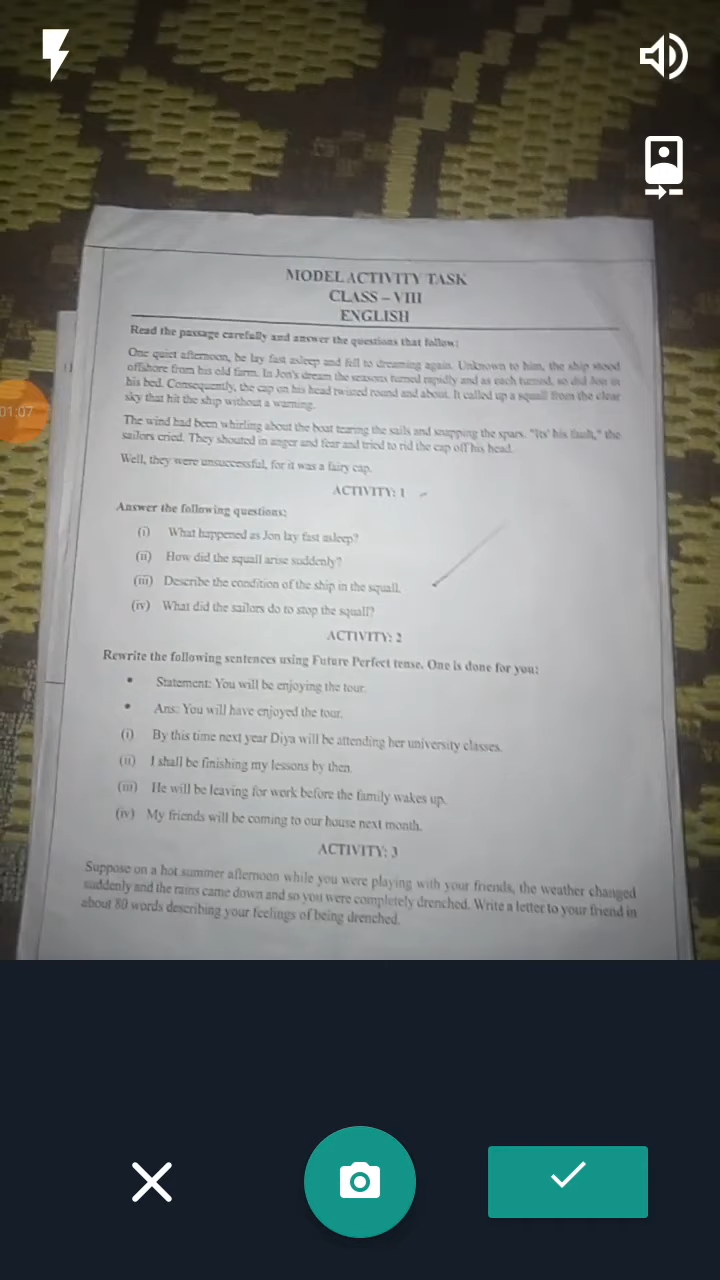 01:07
MODEL ACTIVITY TASK
CLASS – VIII
ENGLISH
Read the passage carefully and answer the questions that follow:
One quiet afternoon, he lay fast asleep and fell to dreaming again. Unknown to him, the ship stood
offshore from his old farm. In Jon's dream the seasons turned rapidly and as each turned, so did Jon in
his bed. Consequently, the cap on his head twisted round and about. It called up a squall from the clear
sky that hit the ship without a warning.
The wind had been whirling about the boat tearing the sails and snapping the spars. "Its' his fault," the
sailors cried. They shouted in anger and fear and tried to rid the cap off his head.
Well, they were unsuccessful, for it was a fairy cap.
ACTIVITY: 1
Answer the following questions:
(i) What happened as Jon lay fast asleep?
(ii) How did the squall arise suddenly?
(iii) Describe the condition of the ship in the squall.
(iv) What did the sailors do to stop the squall?
ACTIVITY: 2
Rewrite the following sentences using Future Perfect tense. One is done for you:
• Statement: You will be enjoying the tour.
• Ans: You will have enjoyed the tour.
(i) By this time next year Diya will be attending her university classes.
(ii) I shall be finishing my lessons by then.
(iii) He will be leaving for work before the family wakes up.
(iv) My friends will be coming to our house next month.
ACTIVITY: 3
Suppose on a hot summer afternoon while you were playing with your friends, the weather changed
suddenly and the rains came down and so you were completely drenched. Write a letter to your friend in
about 80 words describing your feelings of being drenched.